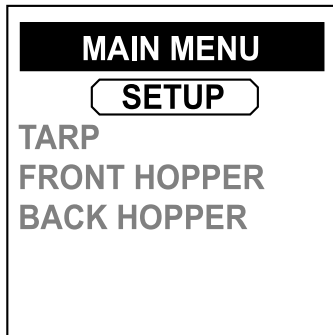 MAIN MENU
SETUP
TARP
FRONT HOPPER
BACK HOPPER